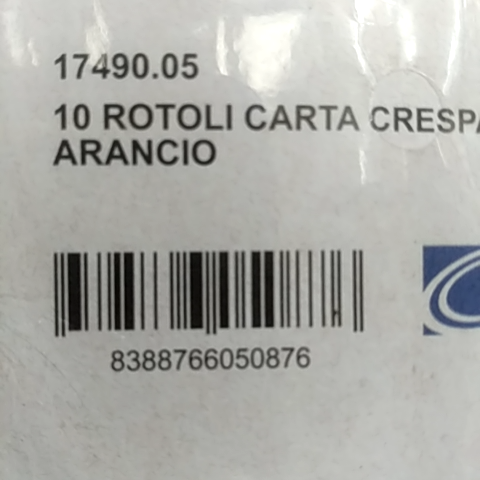 17490.05
10 ROTOLI CARTA CRESPA
ARANCIO
8388766050876